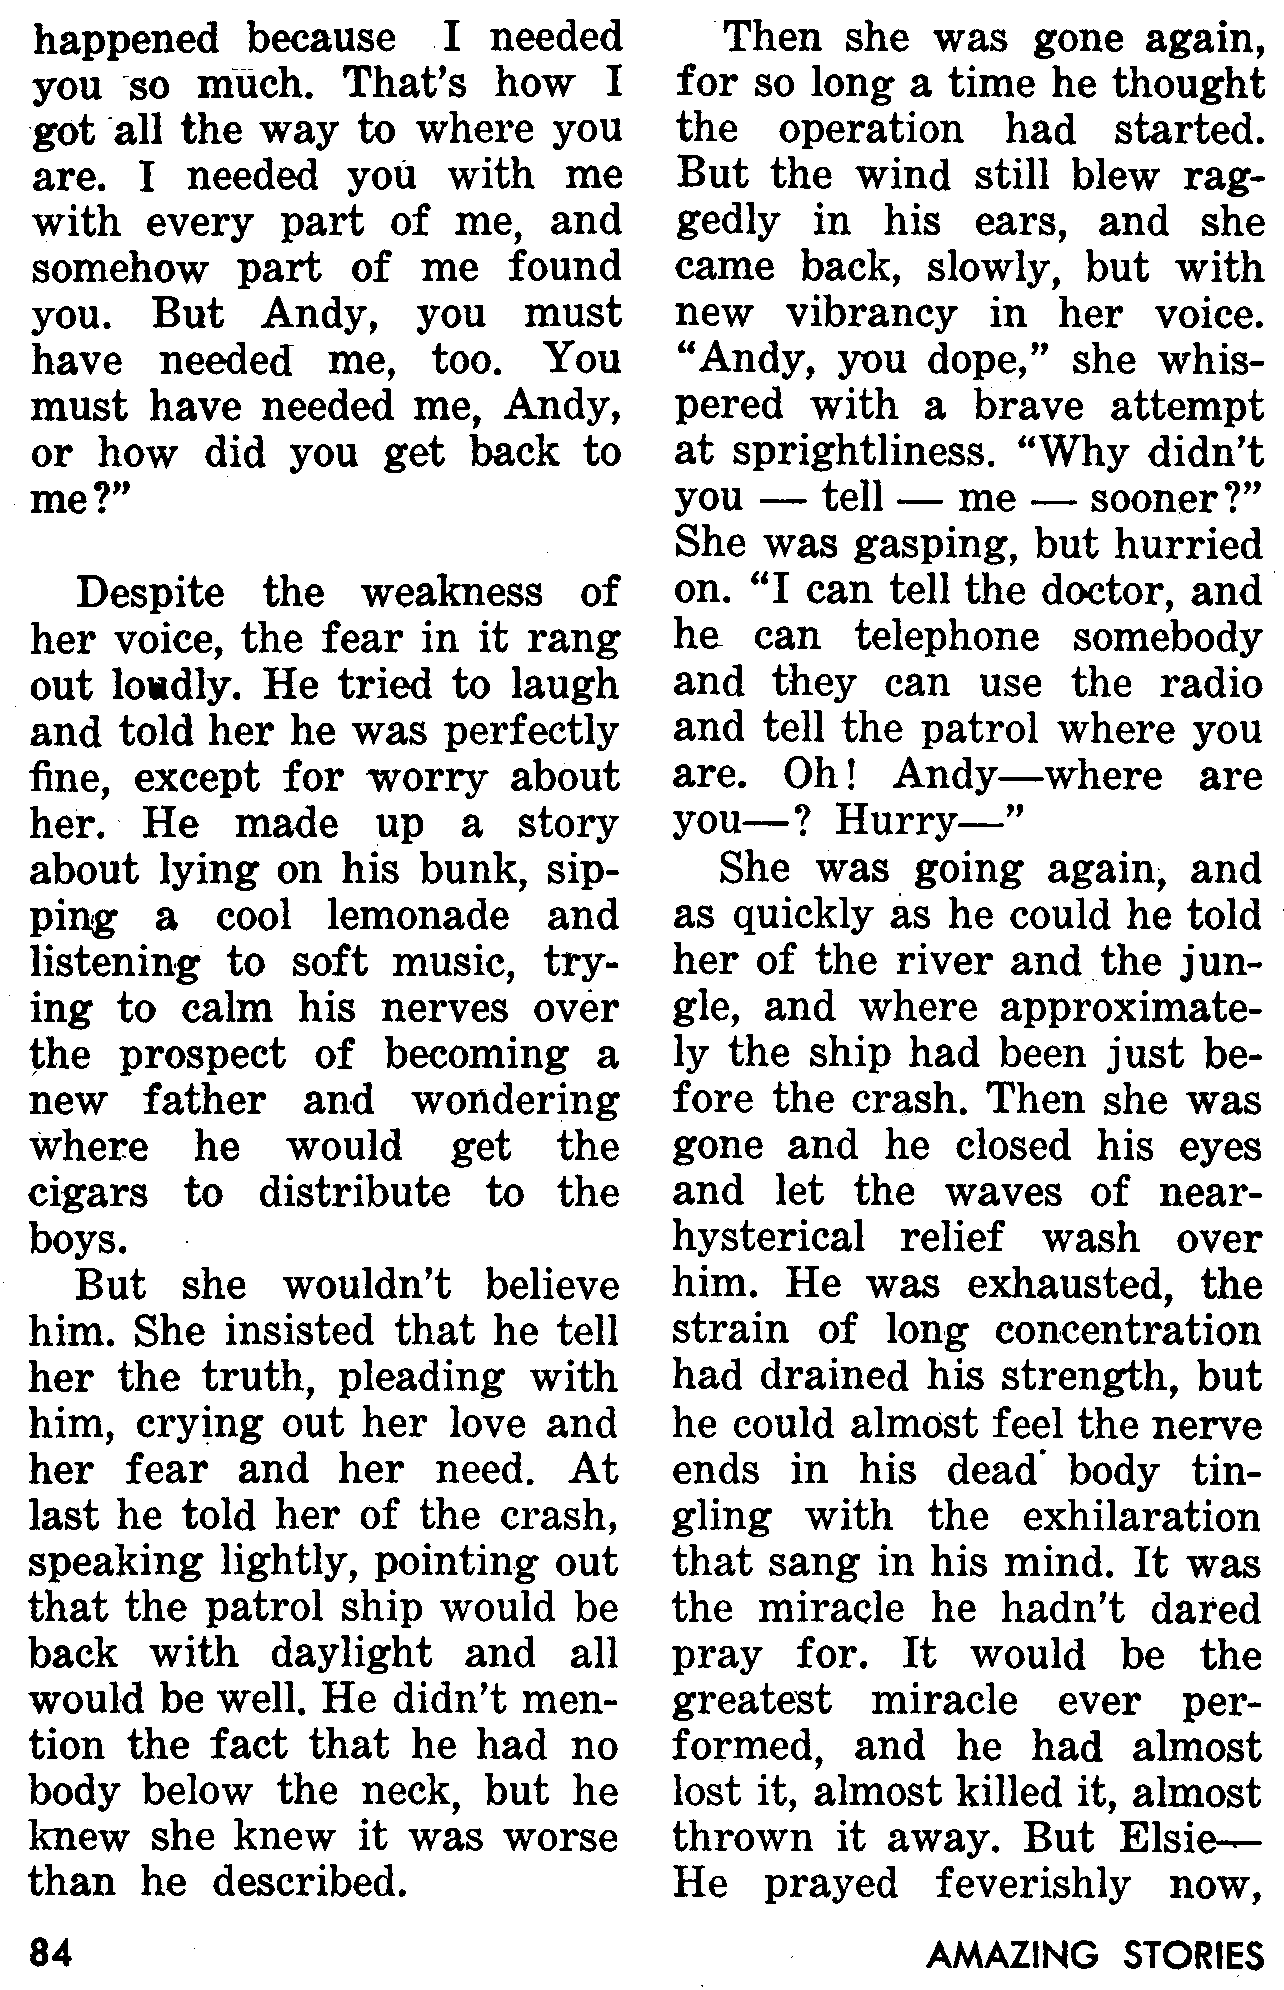 happened because I needed
you so much. That's how I
got all the way to where you
are. I needed you with me
with every part of me, and
somehow part of me found
you. But Andy, you must
have needed me, too. You
must have needed me, Andy,
or how did you get back to
me?"
Despite the weakness of
her voice, the fear in it rang
out loudly. He tried to laugh
and told her he was perfectly
fine, except for worry about
her. He made up a story
about lying on his bunk, sip-
ping a cool lemonade and
listening to soft music, try-
ing to calm his nerves over
the prospect of becoming a
new father and wondering
where he would get the
cigars to distribute to the
boys.
But she wouldn't believe
him. She insisted that he tell
her the truth, pleading with
him, crying out her love and
her fear and her need. At
last he told her of the crash,
speaking lightly, pointing out
that the patrol ship would be
back with daylight and all
would be well. He didn't men-
tion the fact that he had no
body below the neck, but he
knew she knew it was worse
than he described.
Then she was gone again,
for so long a time he thought
the operation had started.
But the wind still blew rag-
gedly in his ears, and she
came back, slowly, but with
new vibrancy in her voice.
"Andy, you dope," she whis-
pered with a brave attempt
at sprightliness. "Why didn't
you — tell — me — sooner?"
She was gasping, but hurried
on. "I can tell the doctor, and
he can telephone somebody
and they can use the radio
and tell the patrol where you
are. Oh! Andy—where are
you—? Hurry—"
She was going again, and
as quickly as he could he told
her of the river and the jun-
gle, and where approximate-
ly the ship had been just be-
fore the crash. Then she was
gone and he closed his eyes
and let the waves of near-
hysterical relief wash over
him. He was exhausted, the
strain of long concentration
had drained his strength, but
he could almost feel the nerve
ends in his dead body tin-
gling with the exhilaration
that sang in his mind. It was
the miracle he hadn't dared
pray for. It would be the
greatest miracle ever per-
formed, and he had almost
lost it, almost killed it, almost
thrown it away. But Elsie—
He prayed feverishly now,
84
AMAZING STORIES